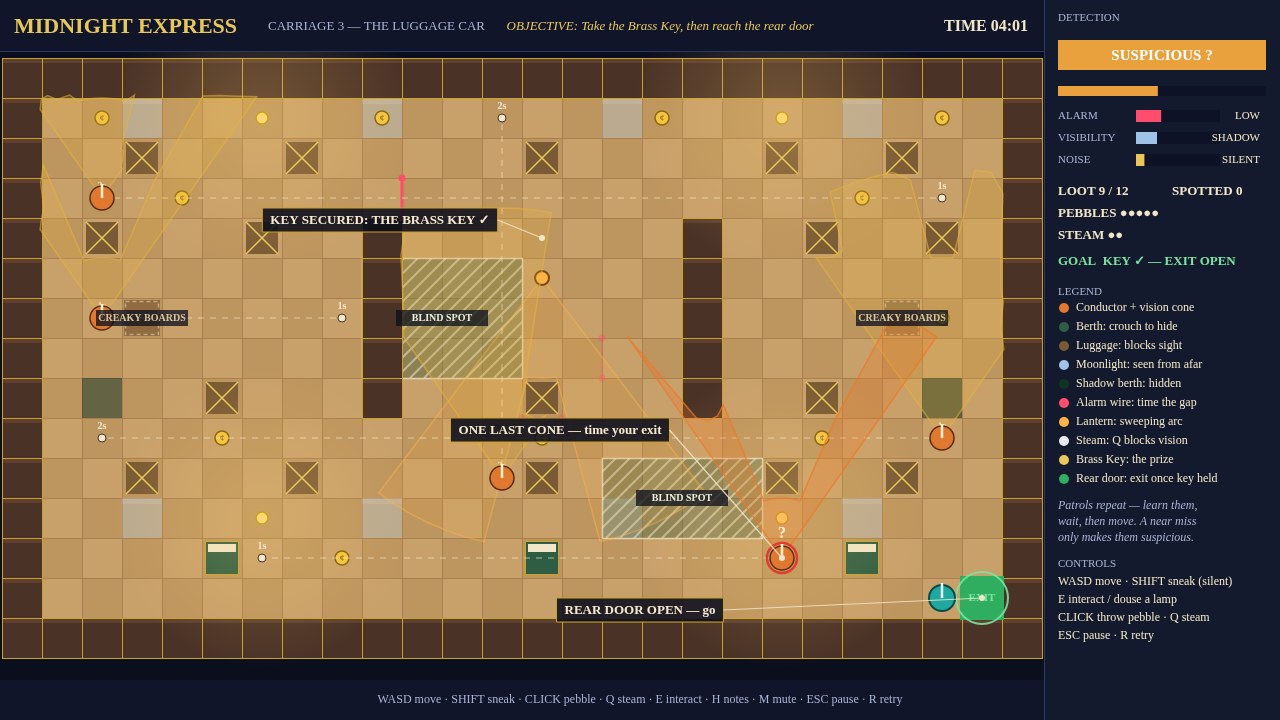 MIDNIGHT EXPRESS
CARRIAGE 3 — THE LUGGAGE CAR
OBJECTIVE: Take the Brass Key, then reach the rear door
TIME 04:01
2s
1s
KEY SECURED: THE BRASS KEY ✓
1s
CREAKY BOARDS
BLIND SPOT
CREAKY BOARDS
2s
ONE LAST CONE — time your exit
BLIND SPOT
?
1s
REAR DOOR OPEN — go
EXIT
WASD move · SHIFT sneak · CLICK pebble · Q steam · E interact · H notes · M mute · ESC pause · R retry
DETECTION
SUSPICIOUS ?
ALARM LOW
VISIBILITY SHADOW
NOISE SILENT
LOOT 9 / 12 SPOTTED 0
PEBBLES ●●●●●
STEAM ●●
GOAL KEY ✓ — EXIT OPEN
LEGEND
Conductor + vision cone
Berth: crouch to hide
Luggage: blocks sight
Moonlight: seen from afar
Shadow berth: hidden
Alarm wire: time the gap
Lantern: sweeping arc
Steam: Q blocks vision
Brass Key: the prize
Rear door: exit once key held
Patrols repeat — learn them,
wait, then move. A near miss
only makes them suspicious.
CONTROLS
WASD move · SHIFT sneak (silent)
E interact / douse a lamp
CLICK throw pebble · Q steam
ESC pause · R retry